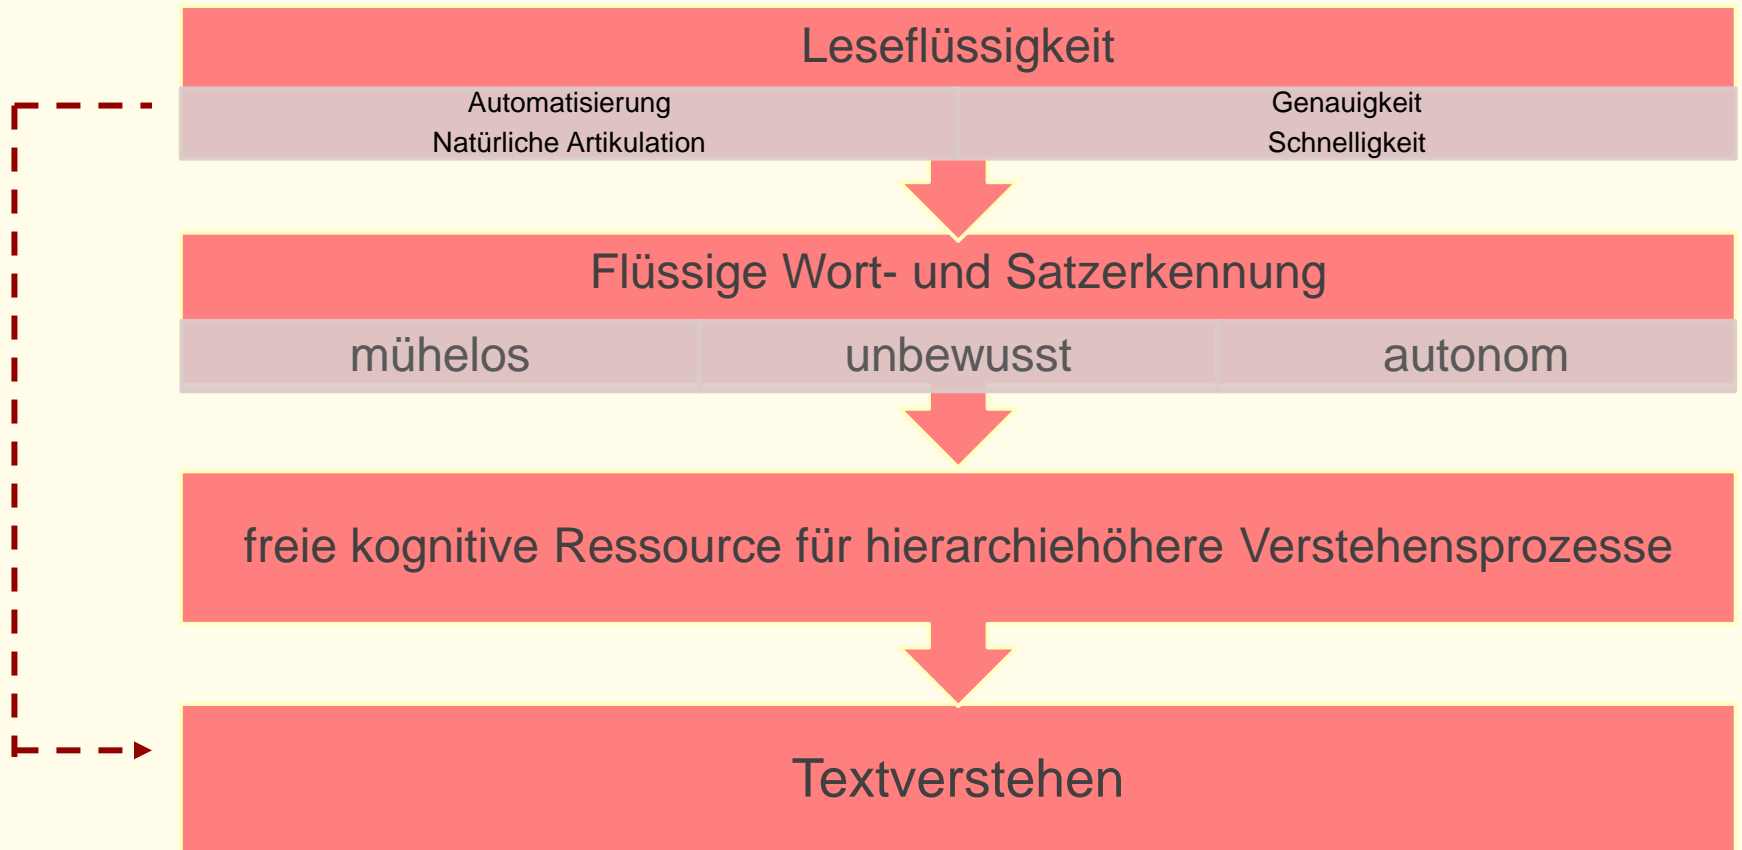 Leseflüssigkeit
Automatisierung
Natürliche Artikulation
Genauigkeit
Schnelligkeit
Flüssige Wort- und Satzerkennung
mühelos
unbewusst
autonom
freie kognitive Ressource für hierarchiehöhere Verstehensprozesse
Textverstehen